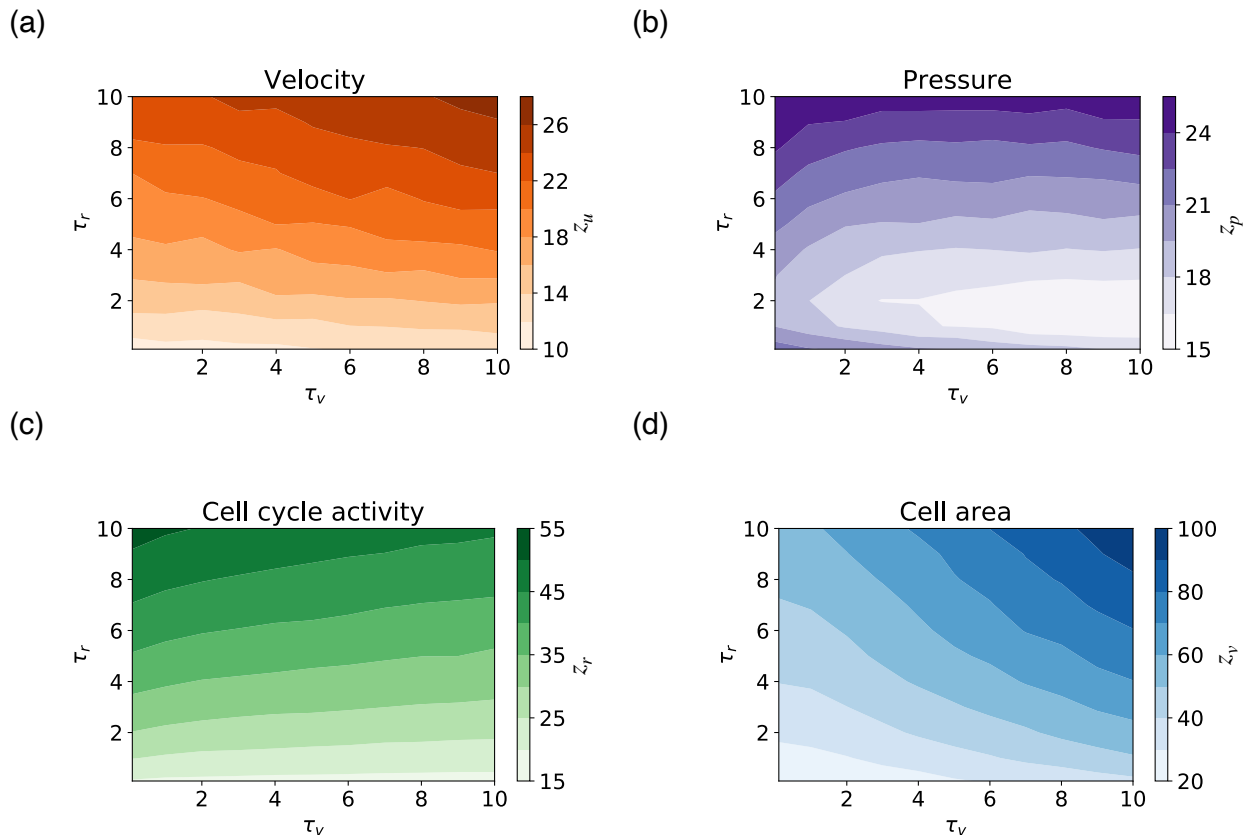 (a)
Velocity
10
8
6
4
2
τr
2 4 6 8 10
τv
26
22
18
14
10
zu
(b)
Pressure
10
8
6
4
2
τr
2 4 6 8 10
τv
24
21
18
15
zp
(c)
Cell cycle activity
10
8
6
4
2
τr
2 4 6 8 10
τv
55
45
35
25
15
zr
(d)
Cell area
10
8
6
4
2
τr
2 4 6 8 10
τv
100
80
60
40
20
zv